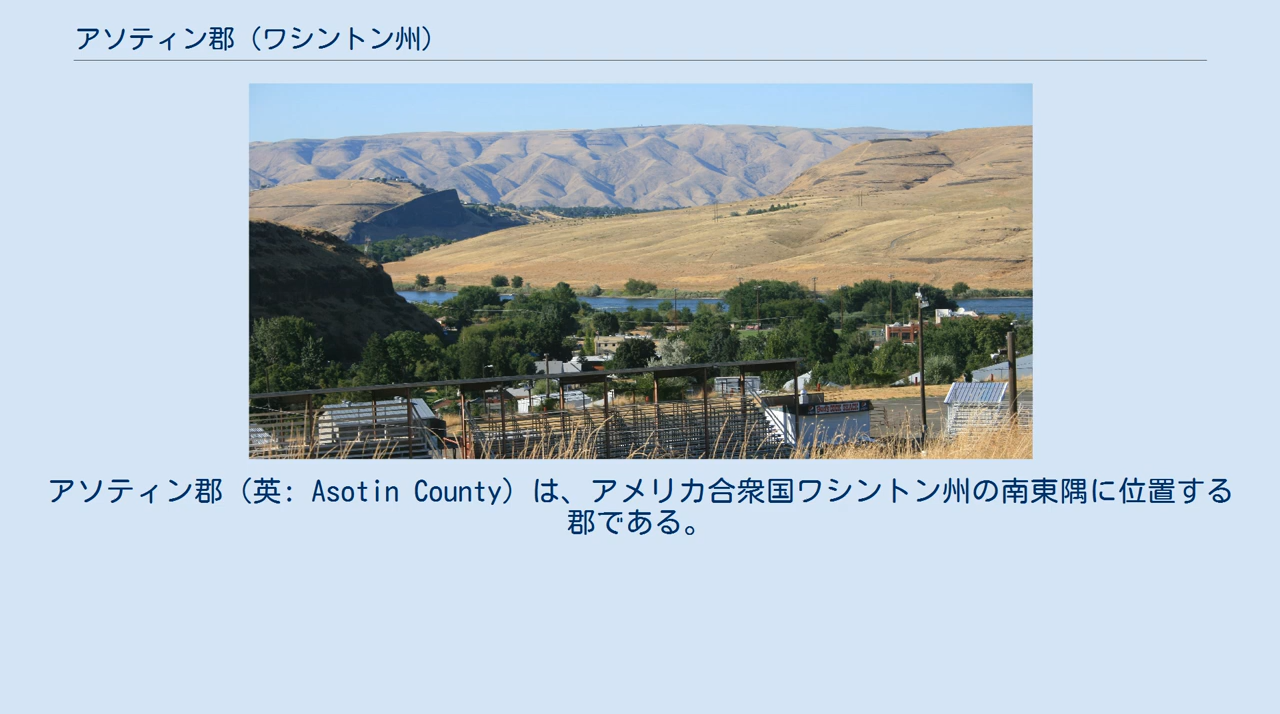 アソティン郡（ワシントン州）
アソティン郡（英: Asotin County）は、アメリカ合衆国ワシントン州の南東隅に位置する
郡である。